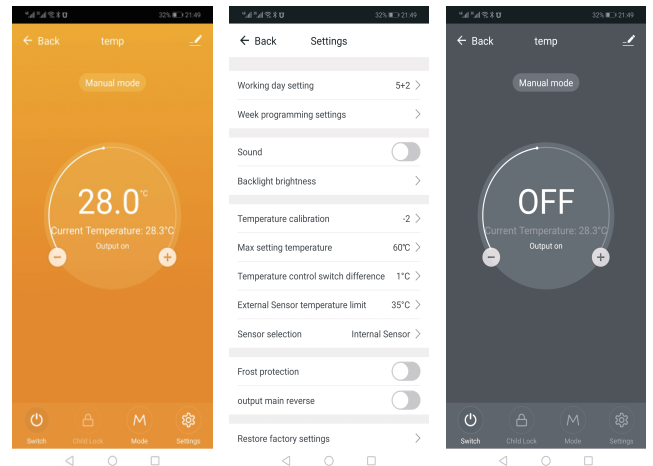 32% 21:49
← Back temp
Manual mode
28.0°C
Current Temperature: 28.3°C
Output on
− +
M
Switch Child Lock Mode Settings
32% 21:49
← Back Settings
Working day setting 5+2 >
Week programming settings >
Sound
Backlight brightness >
Temperature calibration -2 >
Max setting temperature 60℃ >
Temperature control switch difference 1°C >
External Sensor temperature limit 35°C >
Sensor selection Internal Sensor >
Frost protection
output main reverse
Restore factory settings >
32% 21:49
← Back temp
Manual mode
OFF
Current Temperature: 28.3°C
Output on
− +
M
Switch Child Lock Mode Settings